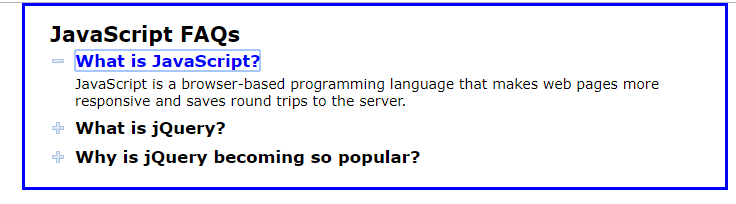 JavaScript FAQs
What is JavaScript?
JavaScript is a browser-based programming language that makes web pages more
responsive and saves round trips to the server.
What is jQuery?
Why is jQuery becoming so popular?